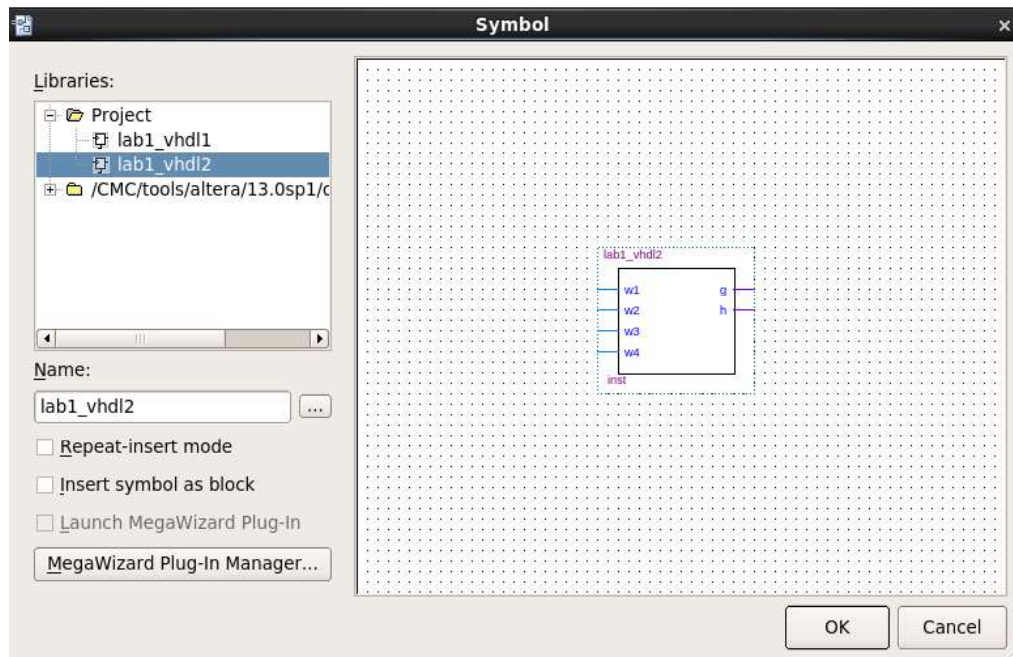 Symbol
Libraries:
Project
lab1_vhdl1
lab1_vhdl2
/CMC/tools/altera/13.0sp1/c
Name:
lab1_vhdl2
...
Repeat-insert mode
Insert symbol as block
Launch MegaWizard Plug-In
MegaWizard Plug-In Manager...
lab1_vhdl2
w1 g
w2 h
w3
w4
inst
OK Cancel